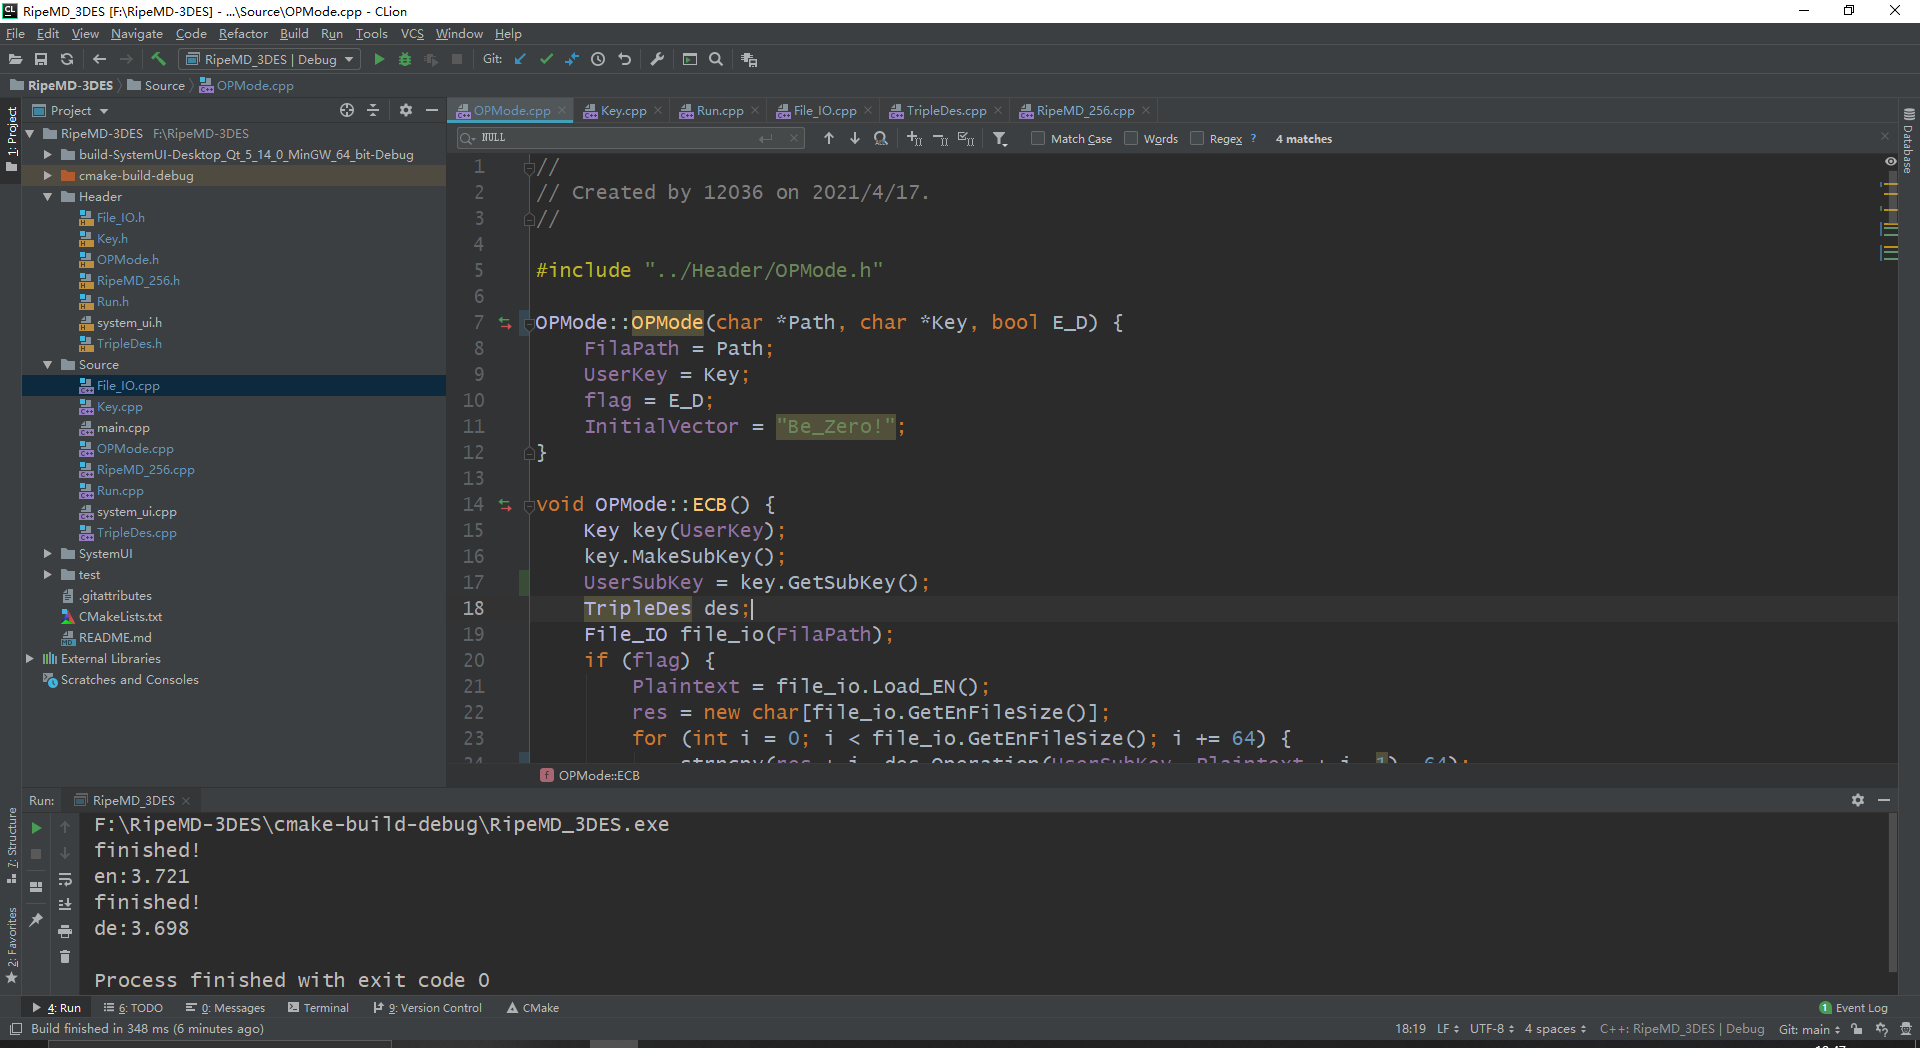 RipeMD_3DES [F:\RipeMD-3DES] - ...\Source\OPMode.cpp - CLion
File Edit View Navigate Code Refactor Build Run Tools VCS Window Help
RipeMD_3DES | Debug Git:
RipeMD-3DES Source OPMode.cpp
Project
OPMode.cpp Key.cpp Run.cpp File_IO.cpp TripleDes.cpp RipeMD_256.cpp
NULL Match Case Words Regex ? 4 matches
1: Project
RipeMD-3DES F:\RipeMD-3DES
build-SystemUI-Desktop_Qt_5_14_0_MinGW_64_bit-Debug
cmake-build-debug
Header
File_IO.h
Key.h
OPMode.h
RipeMD_256.h
Run.h
system_ui.h
TripleDes.h
Source
File_IO.cpp
Key.cpp
main.cpp
OPMode.cpp
RipeMD_256.cpp
Run.cpp
system_ui.cpp
TripleDes.cpp
SystemUI
test
.gitattributes
CMakeLists.txt
README.md
External Libraries
Scratches and Consoles
1 //
2 // Created by 12036 on 2021/4/17.
3 //
4
5 #include "../Header/OPMode.h"
6
7 OPMode::OPMode(char *Path, char *Key, bool E_D) {
8 FilaPath = Path;
9 UserKey = Key;
10 flag = E_D;
11 InitialVector = "Be_Zero!";
12 }
13
14 void OPMode::ECB() {
15 Key key(UserKey);
16 key.MakeSubKey();
17 UserSubKey = key.GetSubKey();
18 TripleDes des;
19 File_IO file_io(FilaPath);
20 if (flag) {
21 Plaintext = file_io.Load_EN();
22 res = new char[file_io.GetEnFileSize()];
23 for (int i = 0; i < file_io.GetEnFileSize(); i += 64) {
24 strncpy(res + i, des.Operation(UserSubKey, Plaintext + i, 1), 64);
Database
OPMode::ECB
Run: RipeMD_3DES
F:\RipeMD-3DES\cmake-build-debug\RipeMD_3DES.exe
finished!
en:3.721
finished!
de:3.698
Process finished with exit code 0
7: Structure
2: Favorites
4: Run 6: TODO 0: Messages Terminal 9: Version Control CMake 1 Event Log
Build finished in 348 ms (6 minutes ago) 18:19 LF UTF-8 4 spaces C++: RipeMD_3DES | Debug Git: main